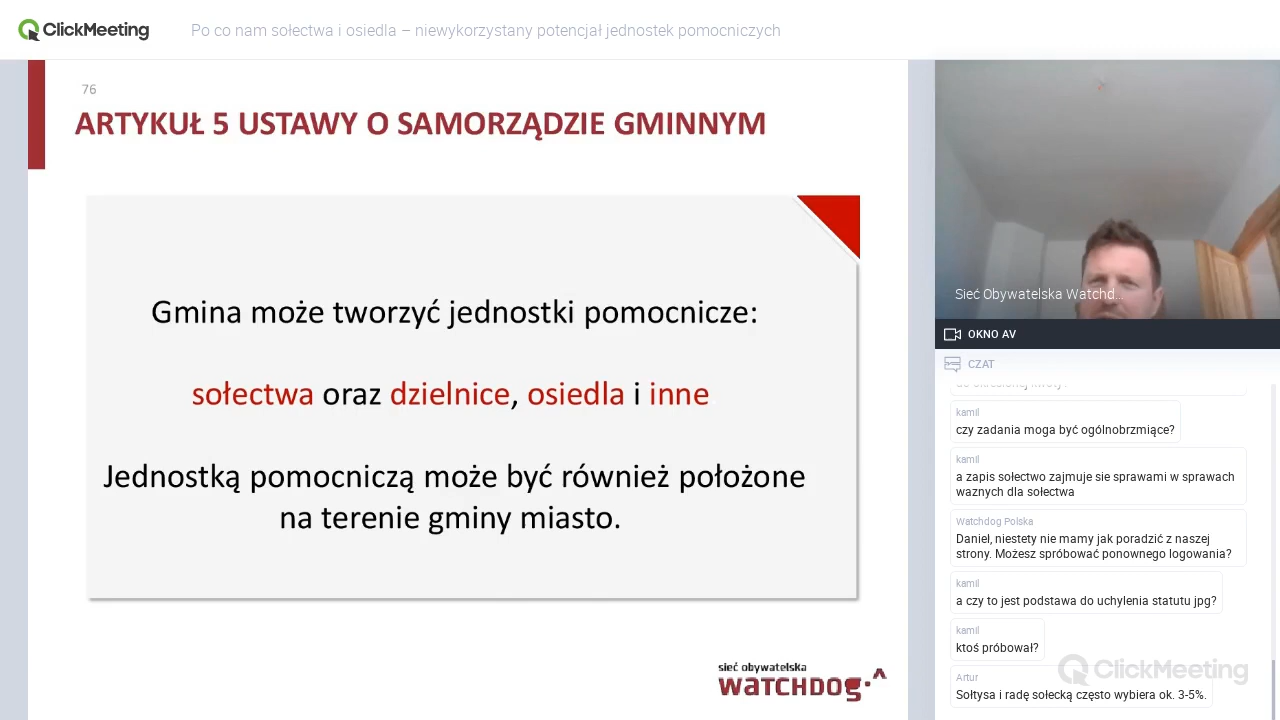 ClickMeeting
Po co nam sołectwa i osiedla – niewykorzystany potencjał jednostek pomocniczych
76
ARTYKUŁ 5 USTAWY O SAMORZĄDZIE GMINNYM
Gmina może tworzyć jednostki pomocnicze:
sołectwa oraz dzielnice, osiedla i inne
Jednostką pomocniczą może być również położone
na terenie gminy miasto.
sieć obywatelska
WATCHDOG
Sieć Obywatelska Watchd...
OKNO AV
CZAT
kamil
czy zadania moga być ogólnobrzmiące?
kamil
a zapis sołectwo zajmuje sie sprawami w sprawach
waznych dla sołectwa
Watchdog Polska
Daniel, niestety nie mamy jak poradzić z naszej
strony. Możesz spróbować ponownego logowania?
kamil
a czy to jest podstawa do uchylenia statutu jpg?
kamil
ktoś próbował?
ClickMeeting
Artur
Sołtysa i radę sołecką często wybiera ok. 3-5%.